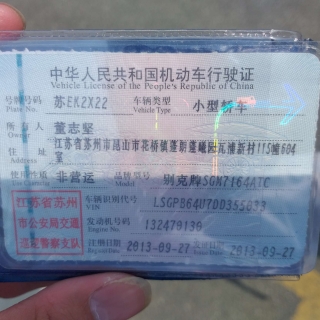 中华人民共和国机动车行驶证
Vehicle License of the People's Republic of China
号牌号码 苏EK2X22 车辆类型 小型轿车
Plate No. Vehicle Type
所有人 董志坚
Owner
住址 江苏省苏州市昆山市花桥镇蓬朗蓬曦园东浦新村115幢604
Address 室
使用性质 非营运 品牌型号 别克牌SGM7164ATC
Use Character Model
江苏省苏州
市公安局交通
巡逻警察支队
车辆识别代号 LSGPB64U7DD355033
VIN
发动机号码 132479130
Engine No.
注册日期 2013-09-27 发证日期 2013-09-27
Register Date Issue Date